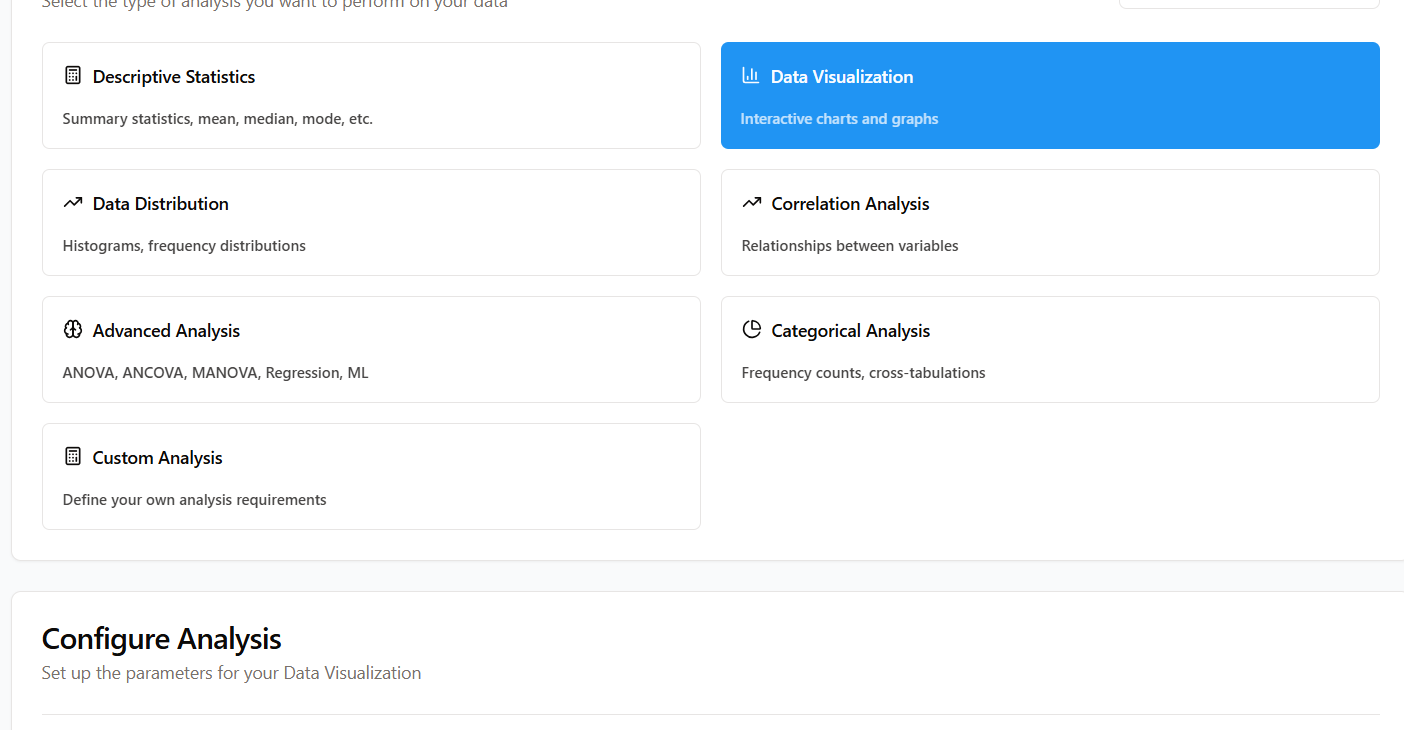 Select the type of analysis you want to perform on your data
Descriptive Statistics
Summary statistics, mean, median, mode, etc.
Data Visualization
Interactive charts and graphs
Data Distribution
Histograms, frequency distributions
Correlation Analysis
Relationships between variables
Advanced Analysis
ANOVA, ANCOVA, MANOVA, Regression, ML
Categorical Analysis
Frequency counts, cross-tabulations
Custom Analysis
Define your own analysis requirements
Configure Analysis
Set up the parameters for your Data Visualization